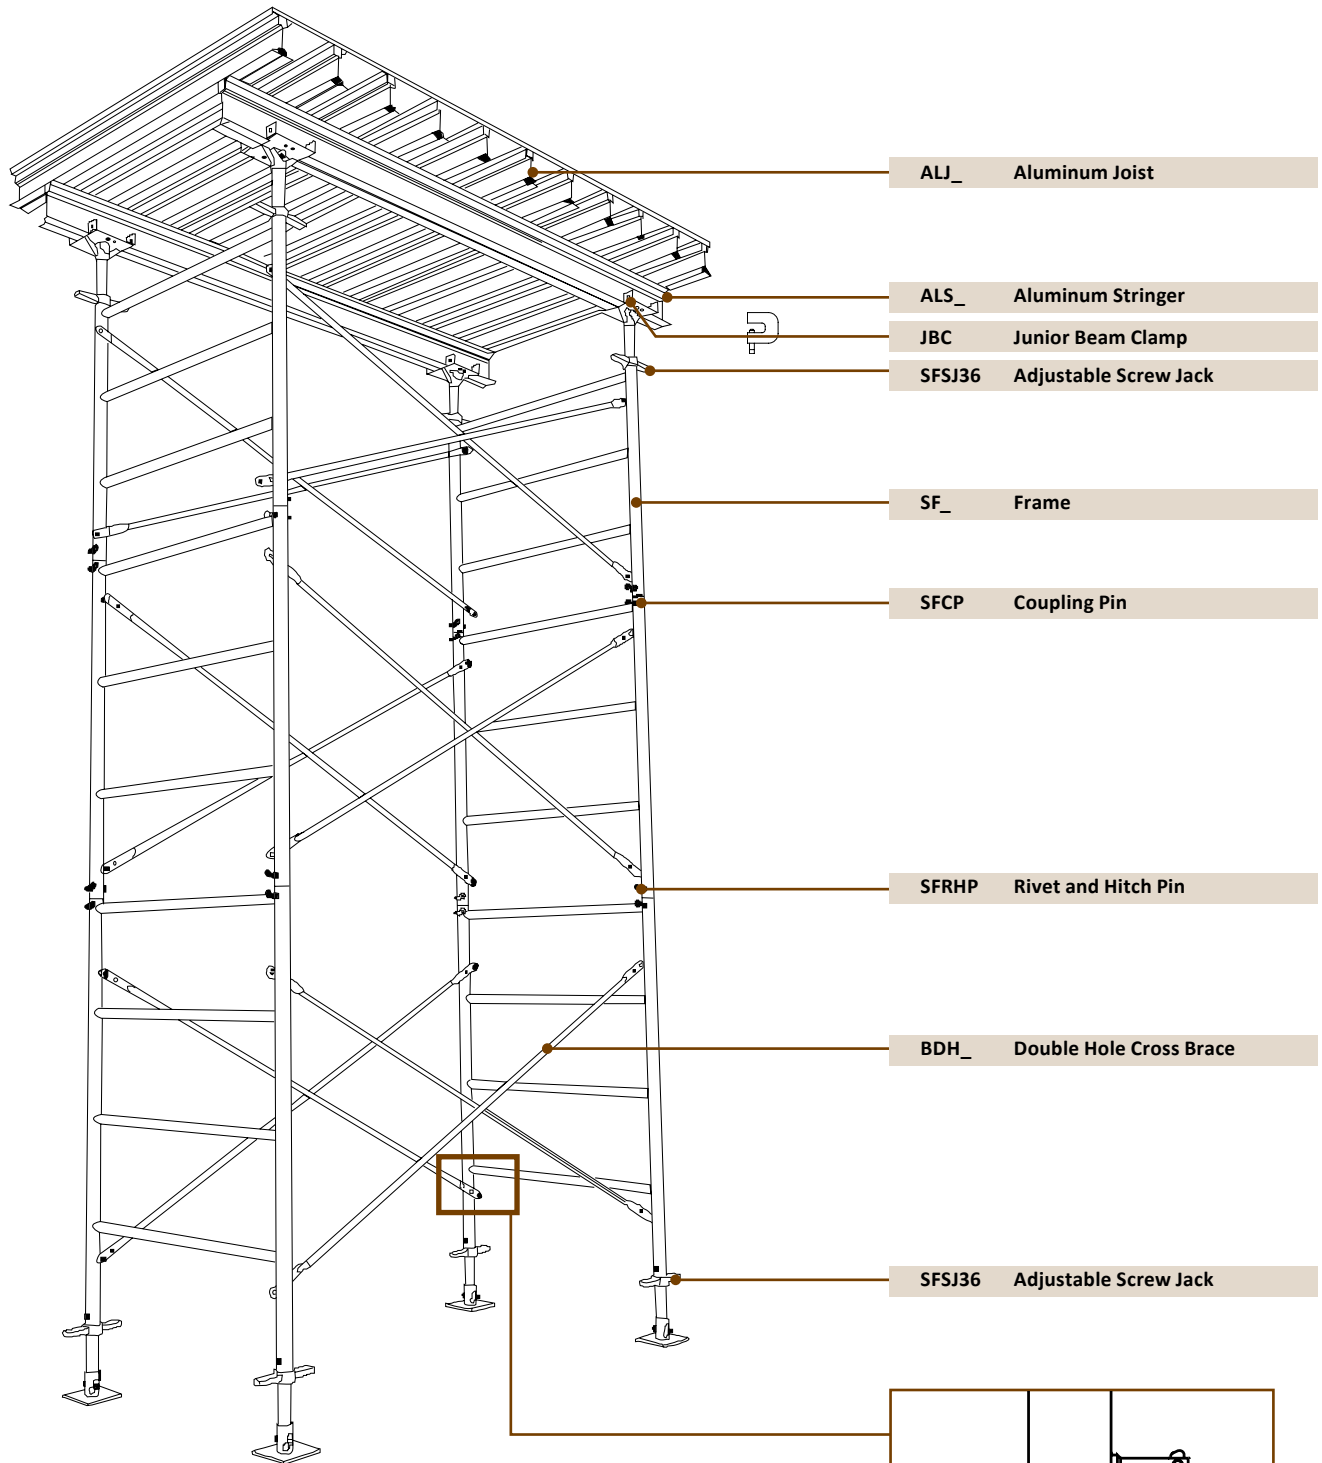 ALJ_ Aluminum Joist
ALS_ Aluminum Stringer
JBC Junior Beam Clamp
SFSJ36 Adjustable Screw Jack
SF_ Frame
SFCP Coupling Pin
SFRHP Rivet and Hitch Pin
BDH_ Double Hole Cross Brace
SFSJ36 Adjustable Screw Jack